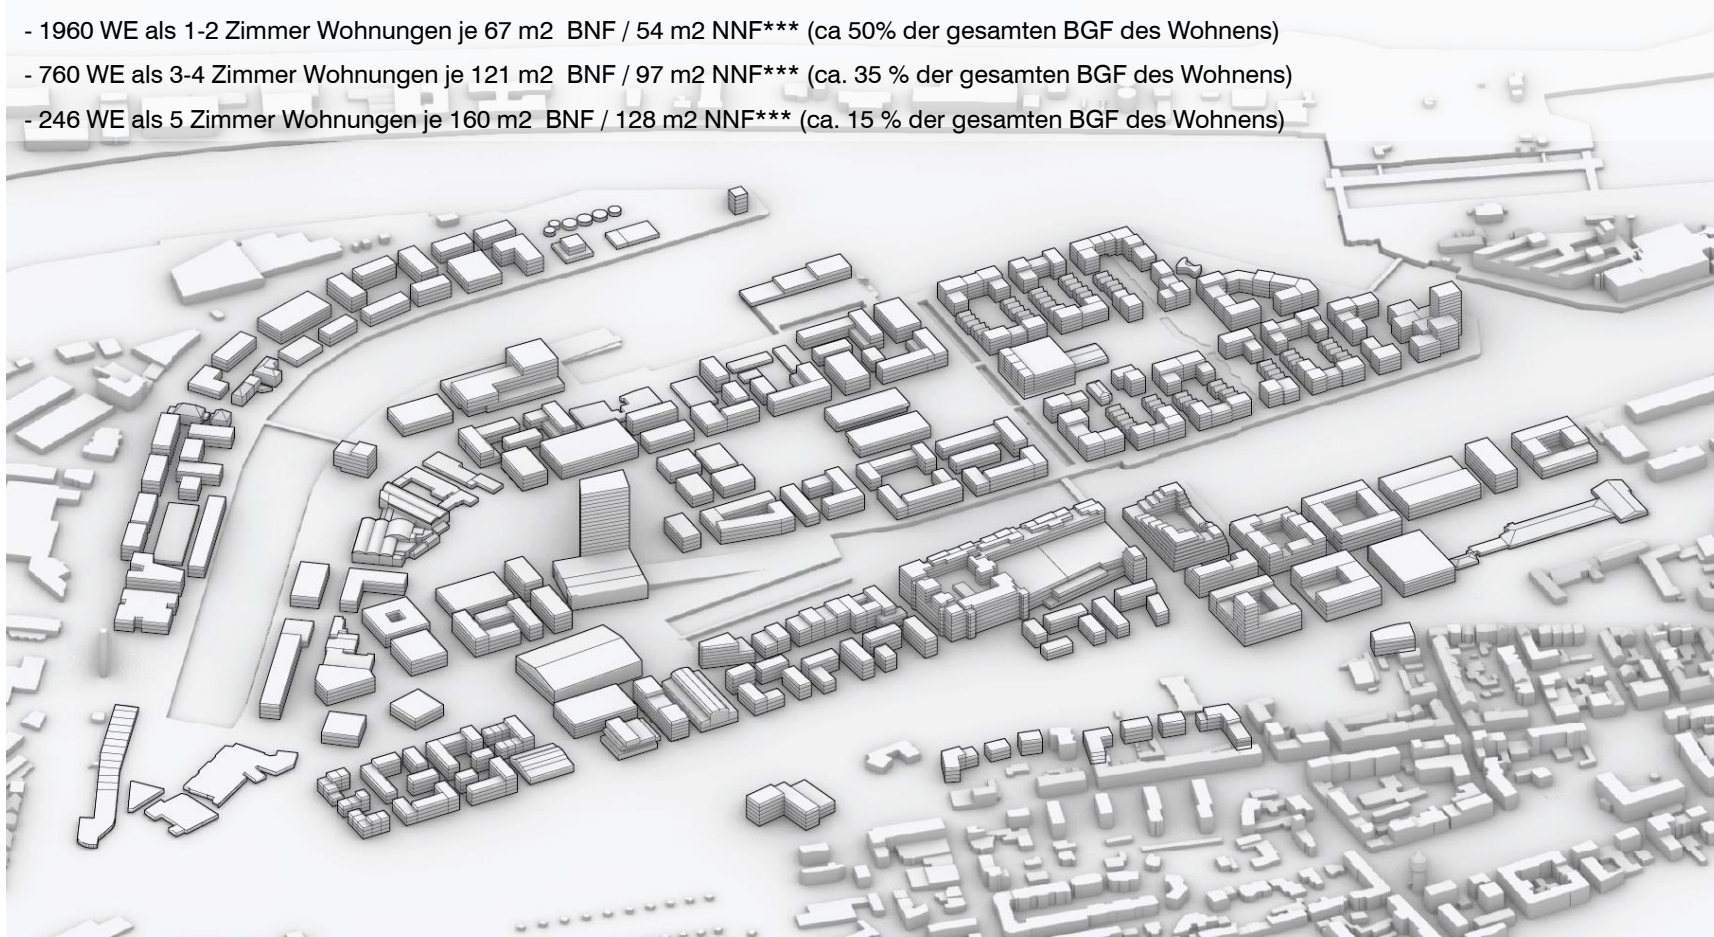 - 1960 WE als 1-2 Zimmer Wohnungen je 67 m2  BNF / 54 m2 NNF*** (ca 50% der gesamten BGF des Wohnens)
- 760 WE als 3-4 Zimmer Wohnungen je 121 m2  BNF / 97 m2 NNF*** (ca. 35 % der gesamten BGF des Wohnens)
- 246 WE als 5 Zimmer Wohnungen je 160 m2  BNF / 128 m2 NNF*** (ca. 15 % der gesamten BGF des Wohnens)